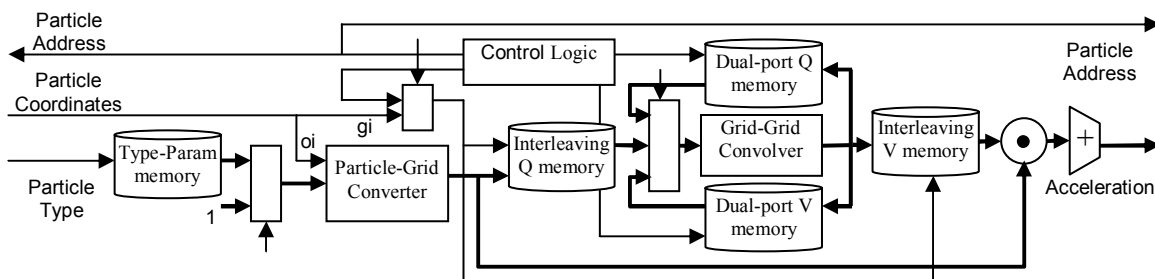 Particle
Address
Control Logic
Dual-port Q
memory
Particle
Address
Particle
Coordinates
gi
oi
Type-Param
memory
Particle-Grid
Converter
Interleaving
Q memory
Grid-Grid
Convolver
Interleaving
V memory
+
Acceleration
Particle
Type
1
Dual-port V
memory